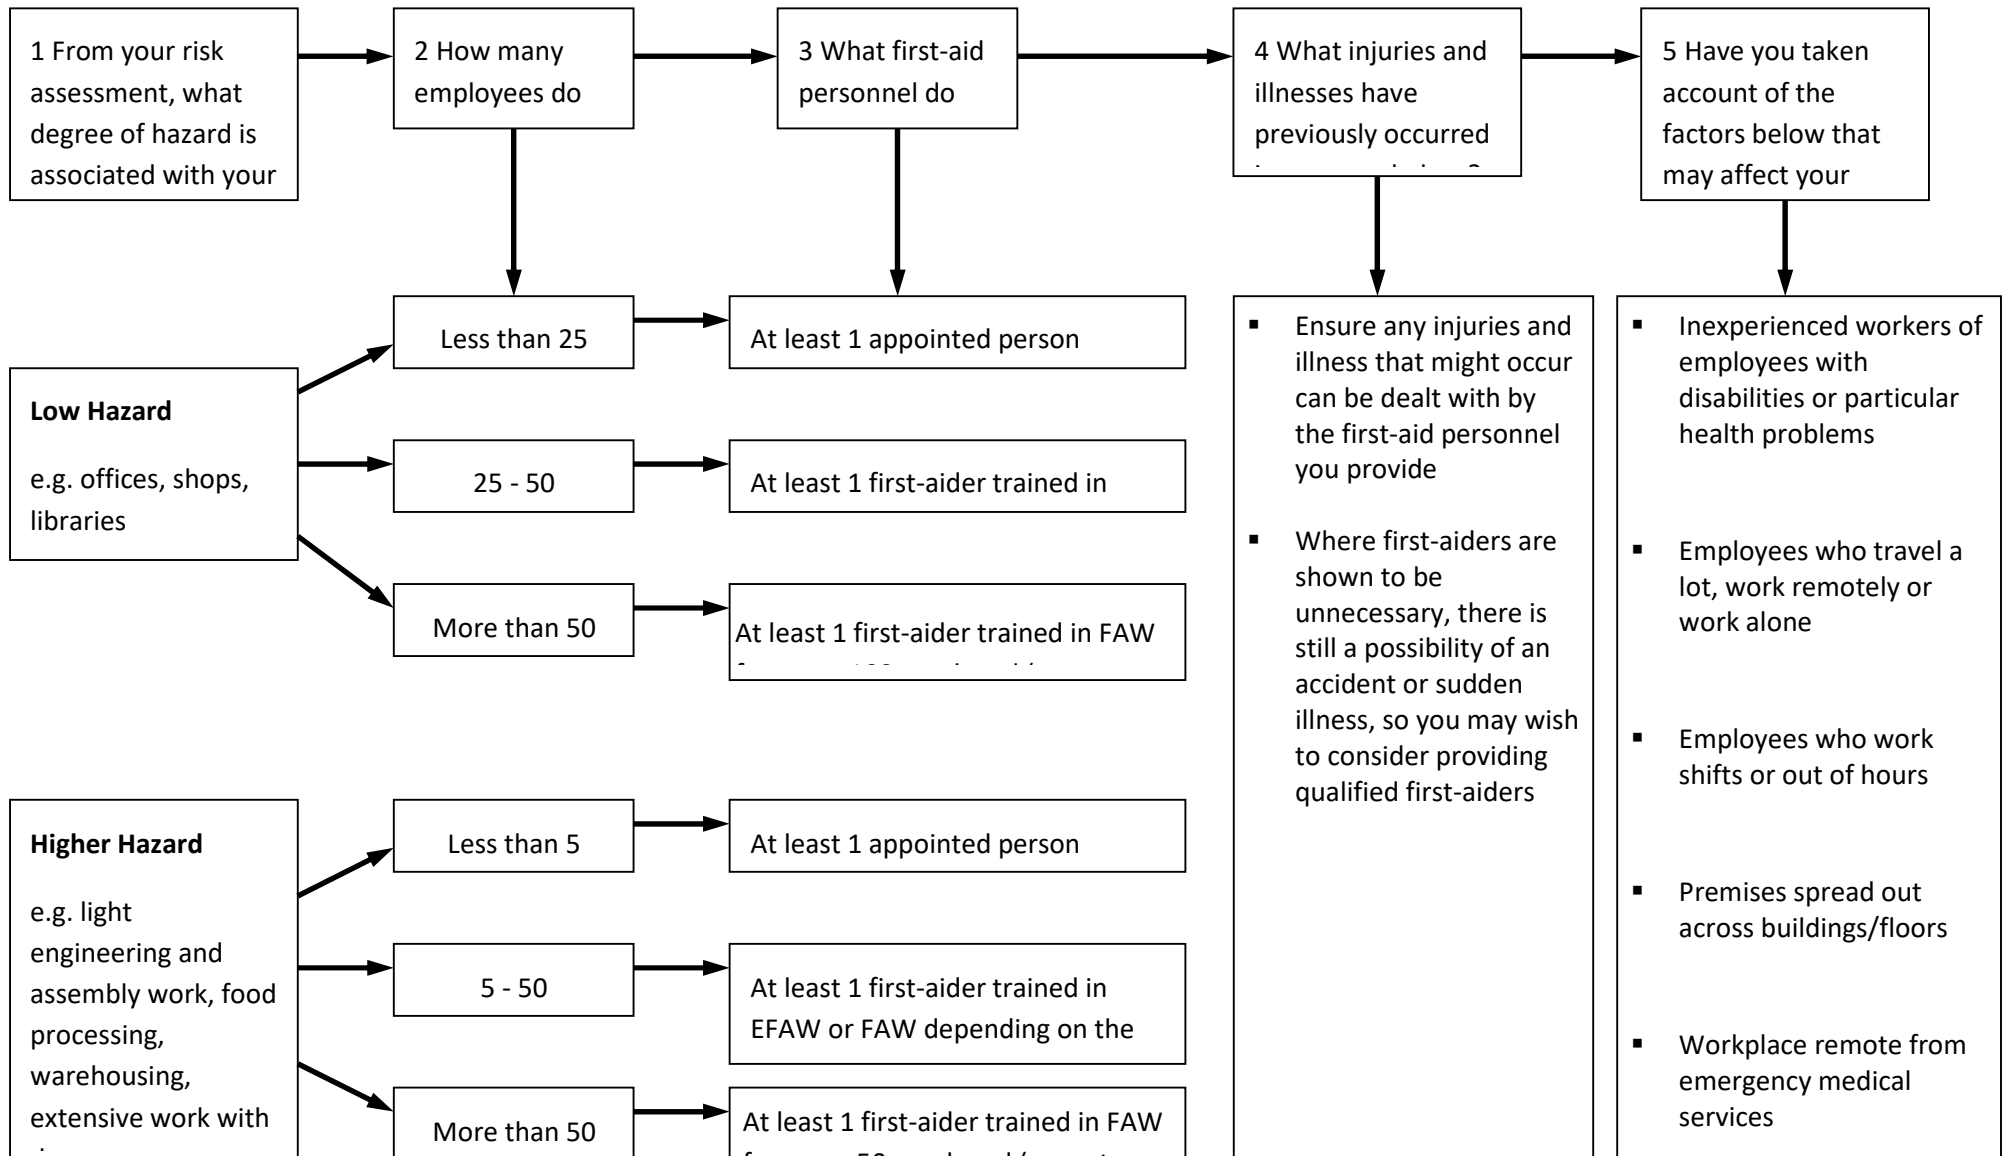 1 From your risk
assessment, what
degree of hazard is
associated with your
2 How many
employees do
3 What first-aid
personnel do
4 What injuries and
illnesses have
previously occurred
5 Have you taken
account of the
factors below that
may affect your
Low Hazard
e.g. offices, shops,
libraries
Less than 25
At least 1 appointed person
25 - 50
At least 1 first-aider trained in
More than 50
At least 1 first-aider trained in FAW
Higher Hazard
e.g. light
engineering and
assembly work, food
processing,
warehousing,
extensive work with
Less than 5
At least 1 appointed person
5 - 50
At least 1 first-aider trained in
EFAW or FAW depending on the
More than 50
At least 1 first-aider trained in FAW
▪ Ensure any injuries and
illness that might occur
can be dealt with by
the first-aid personnel
you provide
▪ Where first-aiders are
shown to be
unnecessary, there is
still a possibility of an
accident or sudden
illness, so you may wish
to consider providing
qualified first-aiders
▪ Inexperienced workers of
employees with
disabilities or particular
health problems
▪ Employees who travel a
lot, work remotely or
work alone
▪ Employees who work
shifts or out of hours
▪ Premises spread out
across buildings/floors
▪ Workplace remote from
emergency medical
services